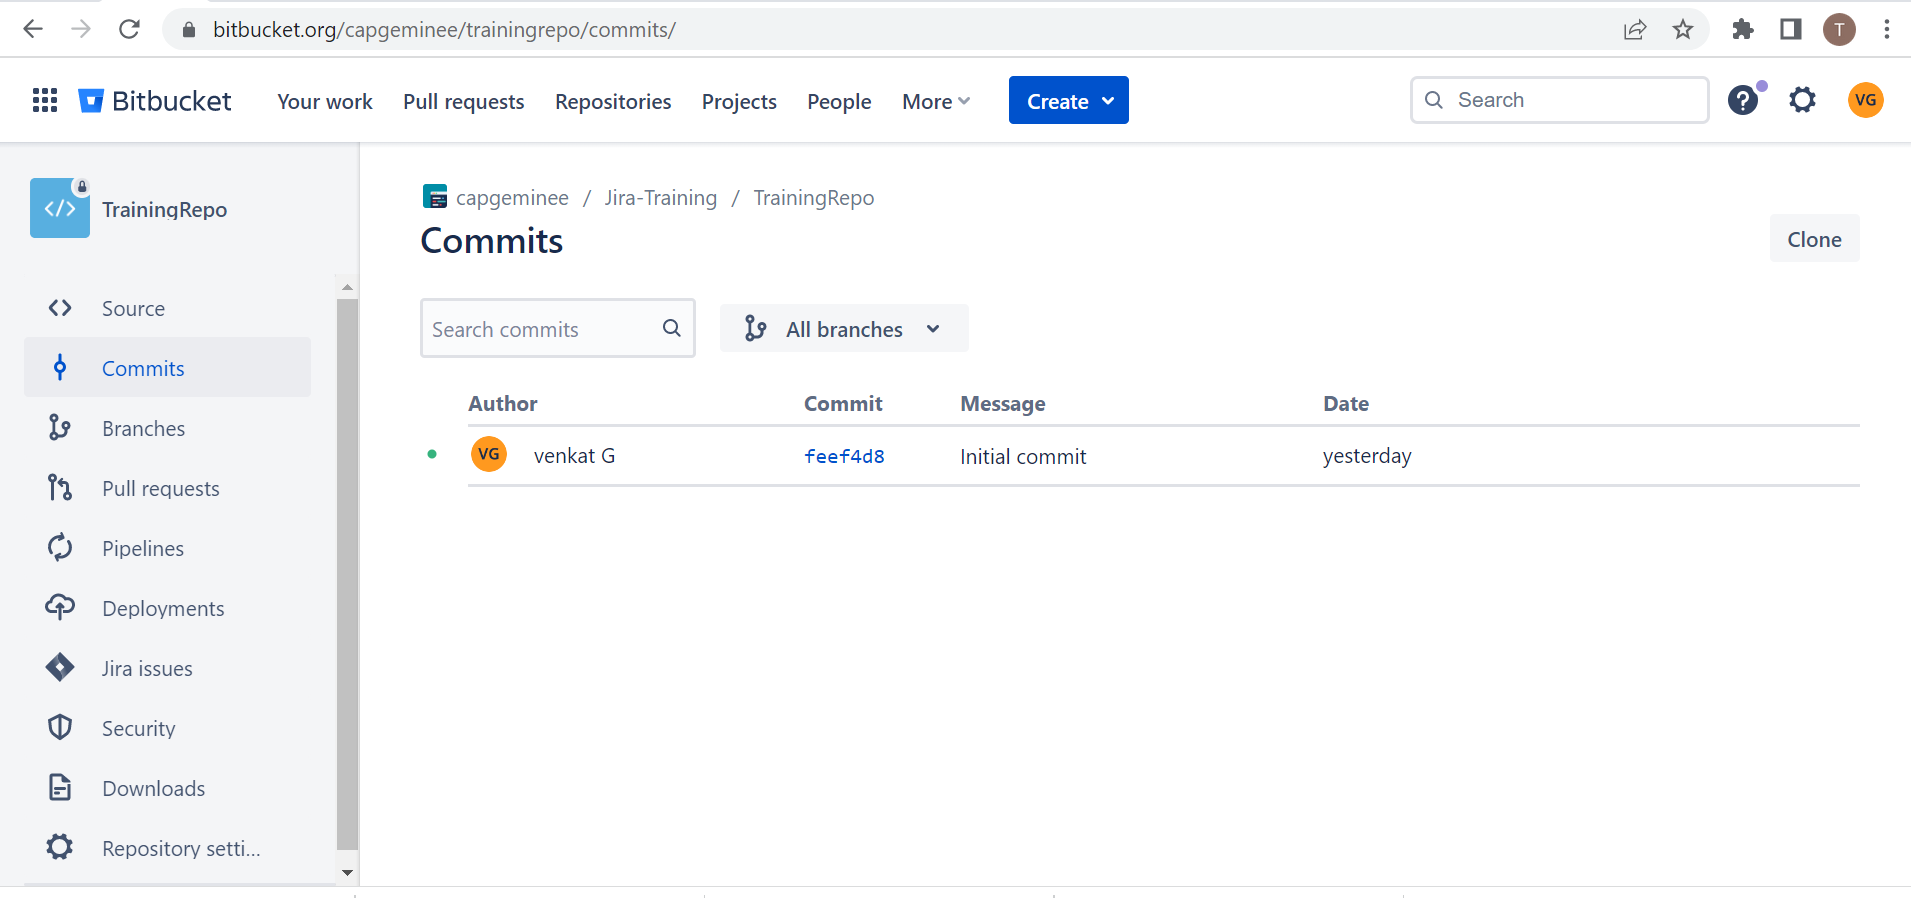 bitbucket.org/capgeminee/trainingrepo/commits/
T
Bitbucket
Your work
Pull requests
Repositories
Projects
People
More
Create
Search
?
VG
</>
TrainingRepo
Source
Commits
Branches
Pull requests
Pipelines
Deployments
Jira issues
Security
Downloads
Repository setti...
capgeminee / Jira-Training / TrainingRepo
Commits
Clone
Search commits
All branches
Author Commit Message Date
VG venkat G feef4d8 Initial commit yesterday